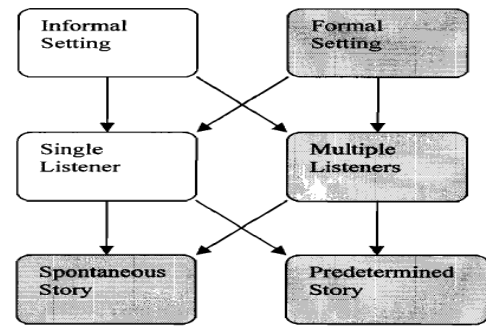 Informal
Setting
Formal
Setting
Single
Listener
Multiple
Listeners
Spontaneous
Story
Predetermined
Story